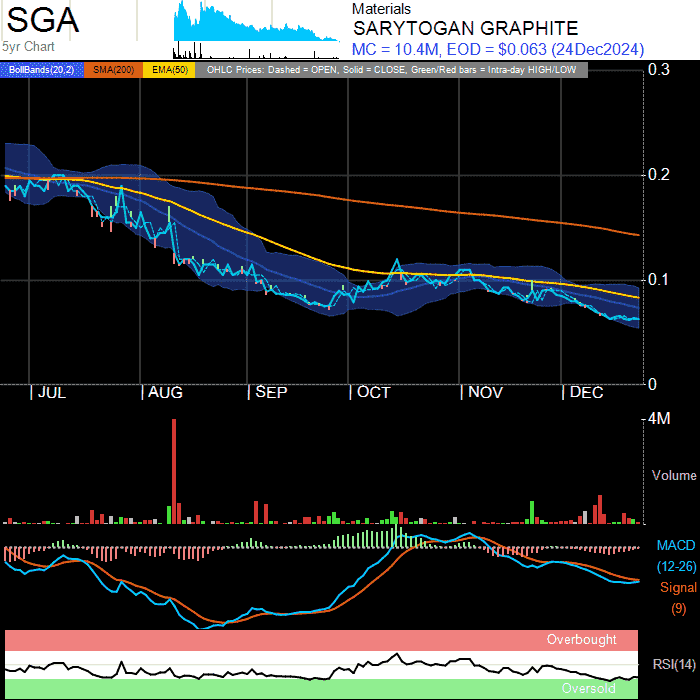 SGA
5yr Chart
Materials
SARYTOGAN GRAPHITE
MC = 10.4M, EOD = $0.063 (24Dec2024)
BollBands(20,2) SMA(200) EMA(50) OHLC Prices: Dashed = OPEN, Solid = CLOSE, Green/Red bars = Intra-day HIGH/LOW
0.3
0.2
0.1
0
| JUL | AUG | SEP | OCT | NOV | DEC
4M
Volume
MACD
(12-26)
Signal
(9)
Overbought
RSI(14)
Oversold